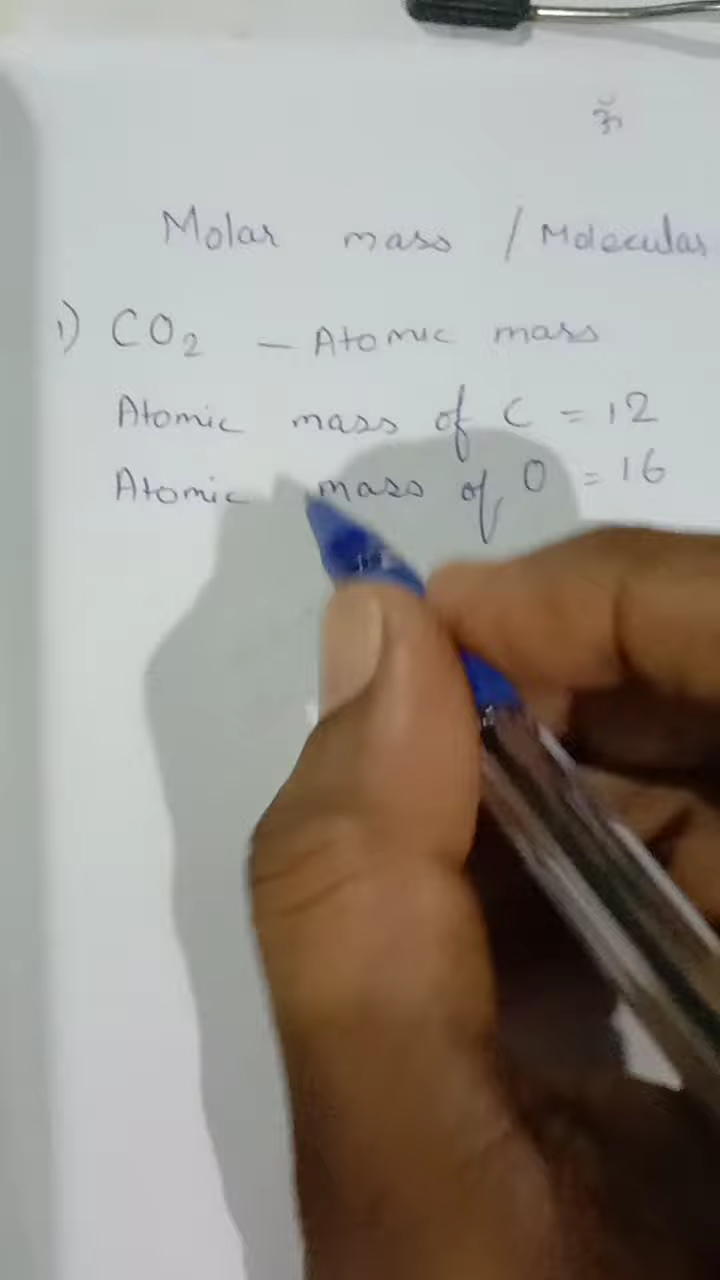 ॐ
Molar mass / Molecular
1) CO₂ - Atomic mass
Atomic mass of C = 12
Atomic mass of O = 16